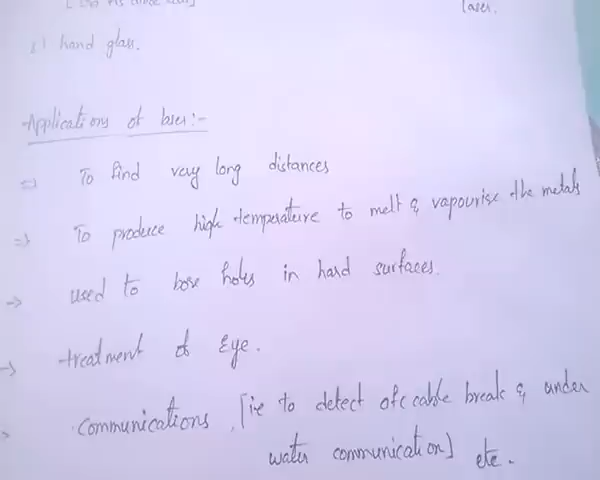 laser.
hand glass.
Applications of laser:-
⇒ To find very long distances
⇒ To produce high temperature to melt & vapourise the metals
→ used to bore holes in hard surfaces.
→ treatment of Eye.
→ communications, [ie to detect ofc cable break & under
water communication] etc.